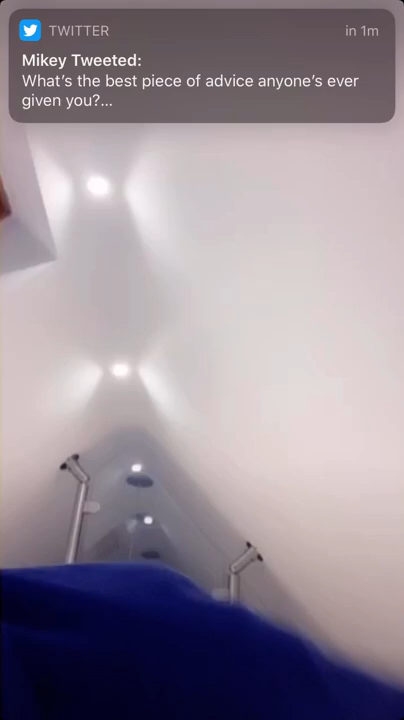 TWITTER in 1m
Mikey Tweeted:
What's the best piece of advice anyone's ever
given you?...